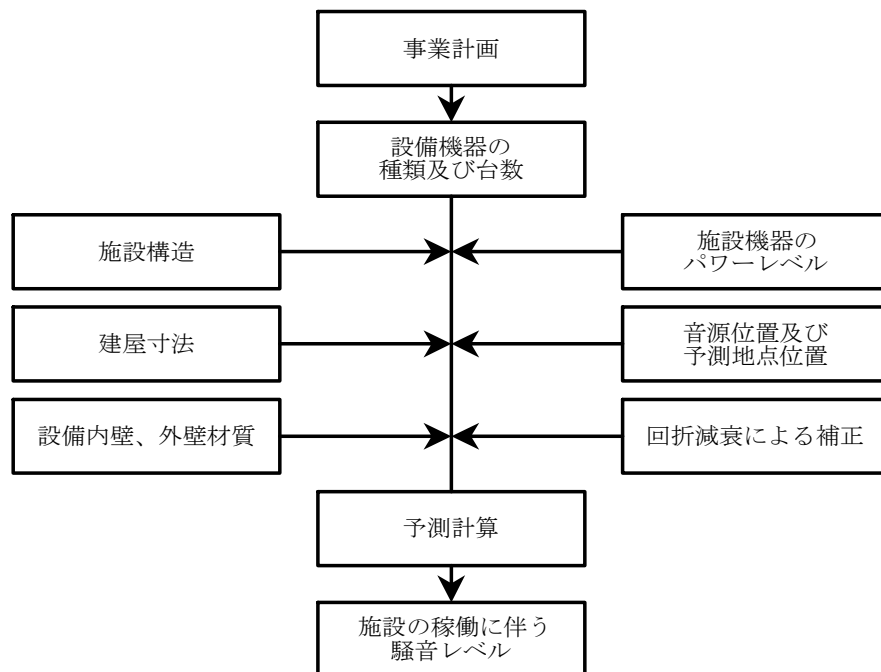 事業計画
設備機器の
種類及び台数
施設構造
施設機器の
パワーレベル
建屋寸法
音源位置及び
予測地点位置
設備内壁、外壁材質
回折減衰による補正
予測計算
施設の稼働に伴う
騒音レベル